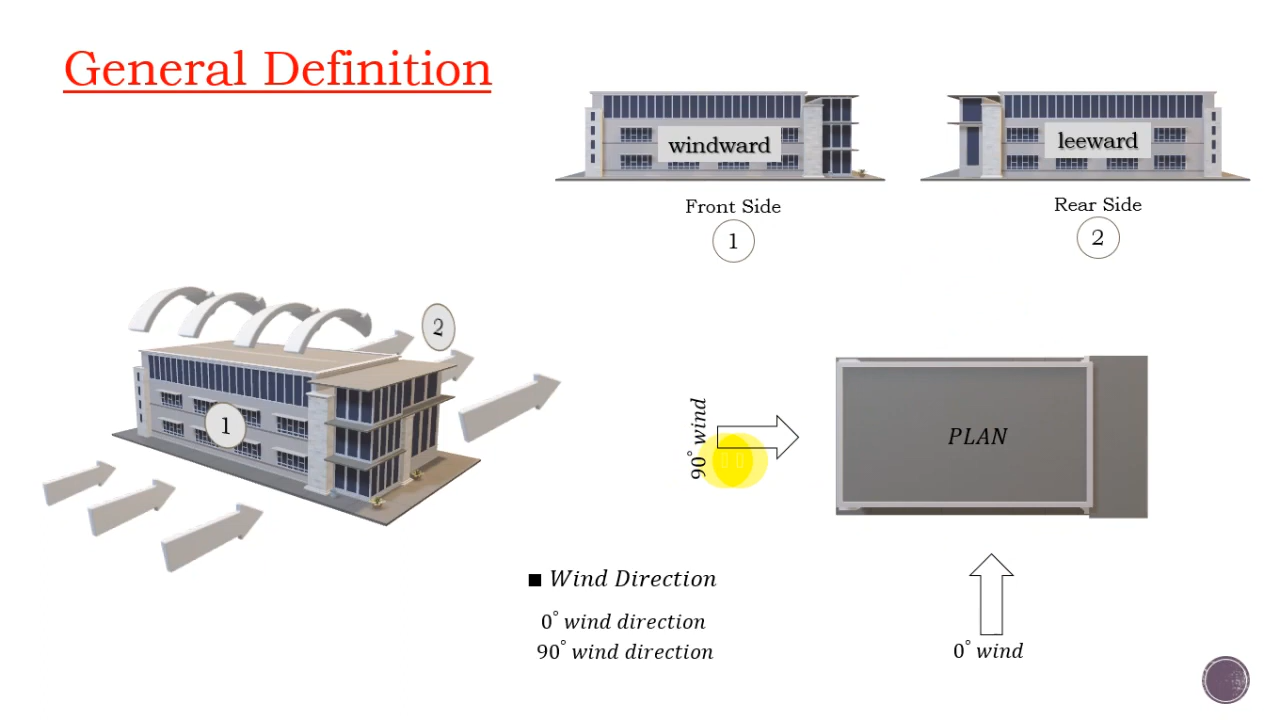 General Definition
windward
leeward
Front Side
Rear Side
1
2
2
1
90° wind
PLAN
■ Wind Direction
0° wind direction
90° wind direction
0° wind